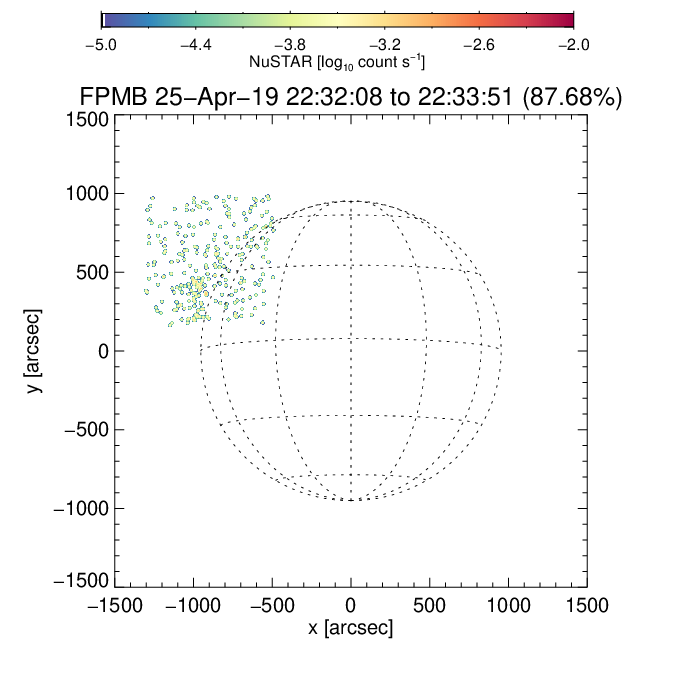 −5.0 −4.4 −3.8 −3.2 −2.6 −2.0
NuSTAR [log₁₀ count s⁻¹]
FPMB 25−Apr−19 22:32:08 to 22:33:51 (87.68%)
1500
1000
500
0
−500
−1000
−1500
y [arcsec]
−1500 −1000 −500 0 500 1000 1500
x [arcsec]